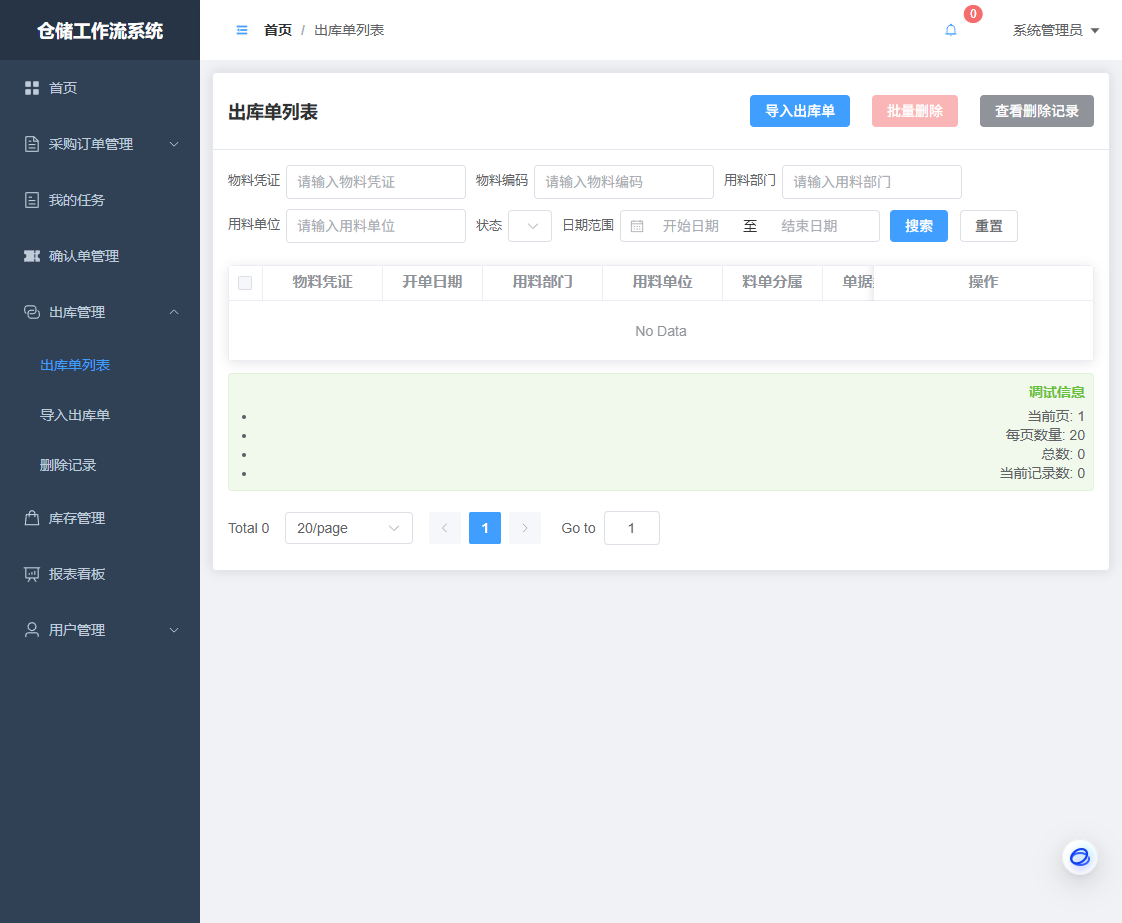 仓储工作流系统
首页 / 出库单列表
0
系统管理员
首页
采购订单管理
我的任务
确认单管理
出库管理
出库单列表
导入出库单
删除记录
库存管理
报表看板
用户管理
出库单列表
导入出库单 批量删除 查看删除记录
物料凭证 请输入物料凭证 物料编码 请输入物料编码 用料部门 请输入用料部门
用料单位 请输入用料单位 状态 日期范围 开始日期 至 结束日期 搜索 重置
物料凭证 开单日期 用料部门 用料单位 料单分属 单据 操作
No Data
调试信息
当前页: 1
每页数量: 20
总数: 0
当前记录数: 0
Total 0 20/page 1 Go to 1